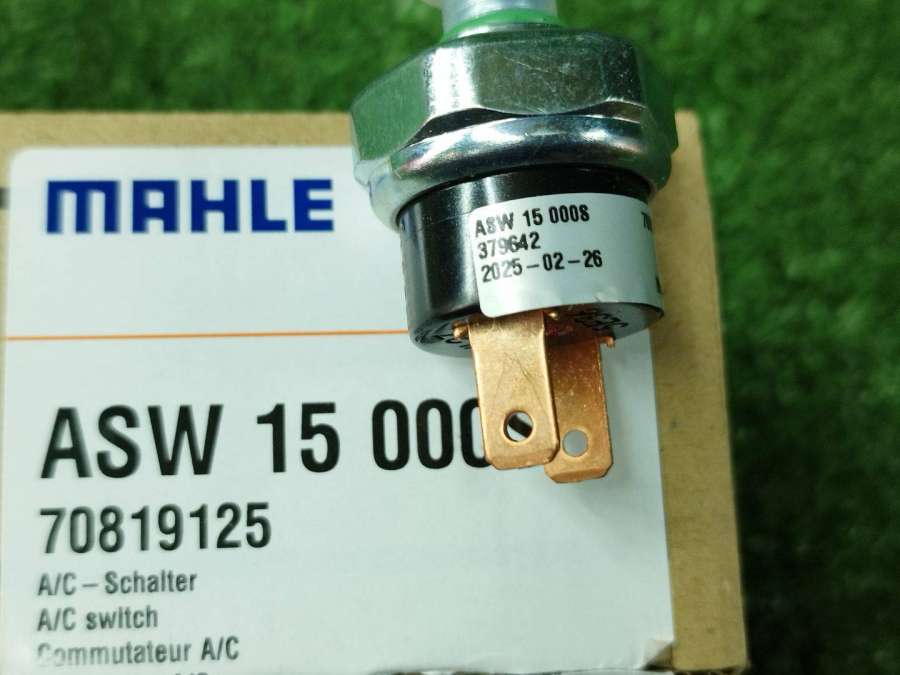 MAHLE
ASW 15 000S
379642
2025-02-26
ASW 15 000
70819125
A/C – Schalter
A/C switch
Commutateur A/C